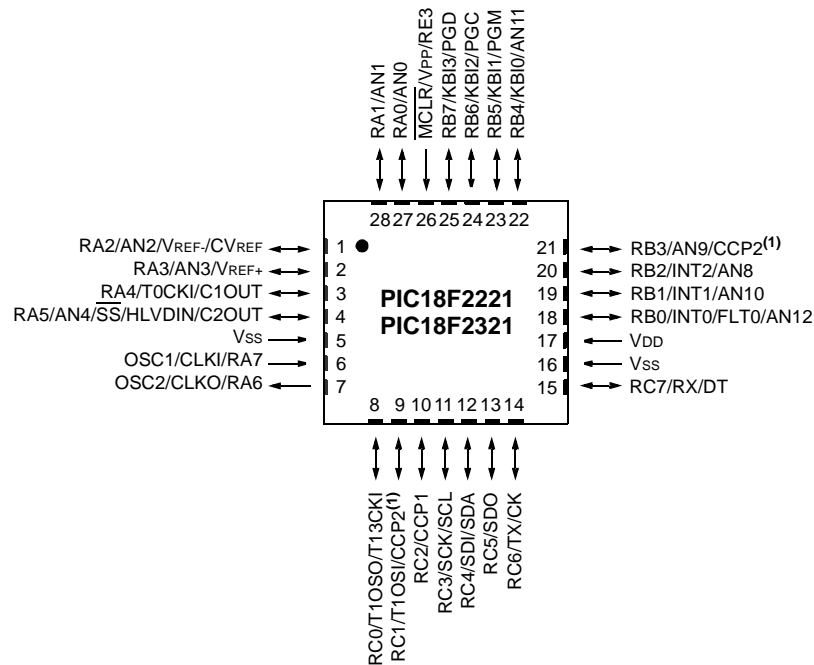 RA1/AN1
RA0/AN0
MCLR/VPP/RE3
RB7/KBI3/PGD
RB6/KBI2/PGC
RB5/KBI1/PGM
RB4/KBI0/AN11
28 27 26 25 24 23 22
RA2/AN2/VREF-/CVREF 1
RA3/AN3/VREF+ 2
RA4/T0CKI/C1OUT 3
RA5/AN4/SS/HLVDIN/C2OUT 4
VSS 5
OSC1/CLKI/RA7 6
OSC2/CLKO/RA6 7
PIC18F2221
PIC18F2321
21 RB3/AN9/CCP2(1)
20 RB2/INT2/AN8
19 RB1/INT1/AN10
18 RB0/INT0/FLT0/AN12
17 VDD
16 VSS
15 RC7/RX/DT
8 9 10 11 12 13 14
RC0/T1OSO/T13CKI
RC1/T1OSI/CCP2(1)
RC2/CCP1
RC3/SCK/SCL
RC4/SDI/SDA
RC5/SDO
RC6/TX/CK